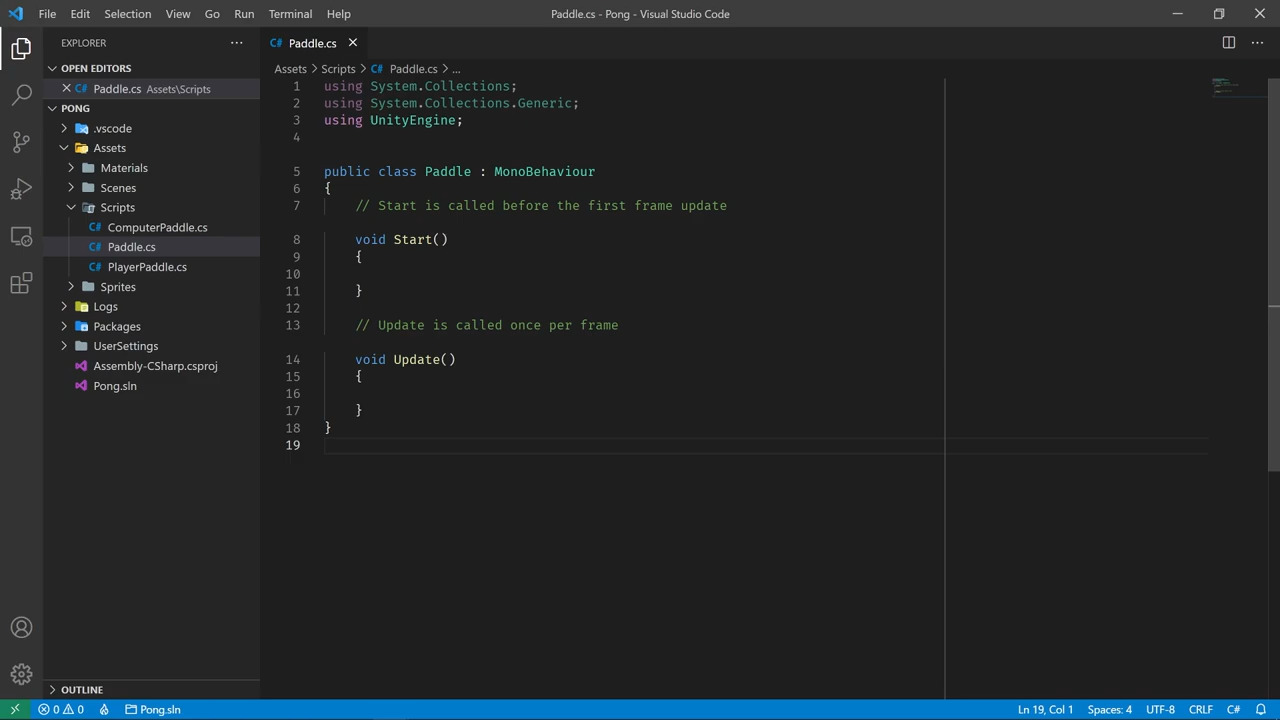 File Edit Selection View Go Run Terminal Help Paddle.cs - Pong - Visual Studio Code
EXPLORER
OPEN EDITORS
Paddle.cs Assets\Scripts
PONG
.vscode
Assets
Materials
Scenes
Scripts
ComputerPaddle.cs
Paddle.cs
PlayerPaddle.cs
Sprites
Logs
Packages
UserSettings
Assembly-CSharp.csproj
Pong.sln
OUTLINE
C# Paddle.cs
Assets > Scripts > C# Paddle.cs > ...
1 using System.Collections;
2 using System.Collections.Generic;
3 using UnityEngine;
4
5 public class Paddle : MonoBehaviour
6 {
7 // Start is called before the first frame update
8 void Start()
9 {
10
11 }
12
13 // Update is called once per frame
14 void Update()
15 {
16
17 }
18 }
19
0 0 Pong.sln Ln 19, Col 1 Spaces: 4 UTF-8 CRLF C#